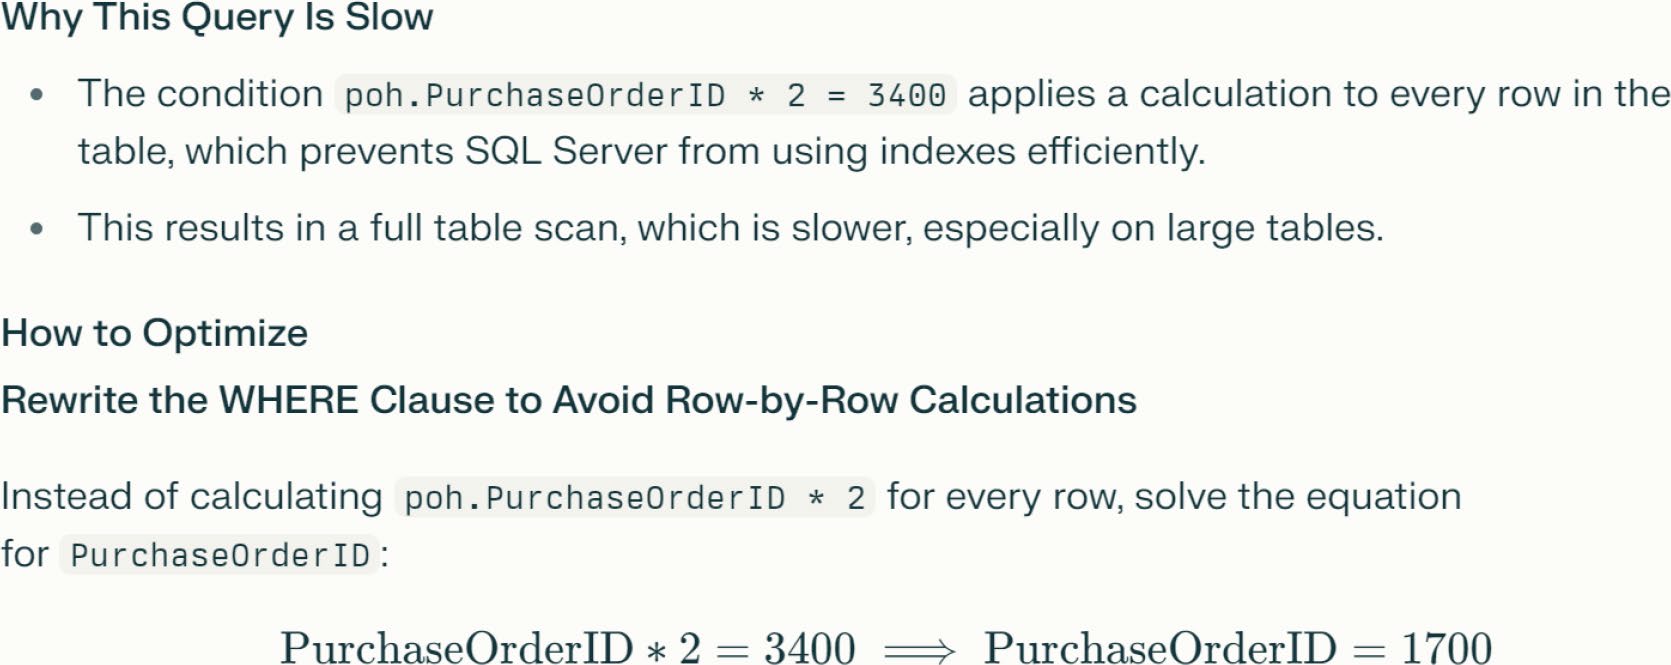 Why This Query Is Slow
• The condition poh.PurchaseOrderID * 2 = 3400 applies a calculation to every row in the
table, which prevents SQL Server from using indexes efficiently.
• This results in a full table scan, which is slower, especially on large tables.
How to Optimize
Rewrite the WHERE Clause to Avoid Row-by-Row Calculations
Instead of calculating poh.PurchaseOrderID * 2 for every row, solve the equation
for PurchaseOrderID:
PurchaseOrderID ∗ 2 = 3400 ⟹ PurchaseOrderID = 1700